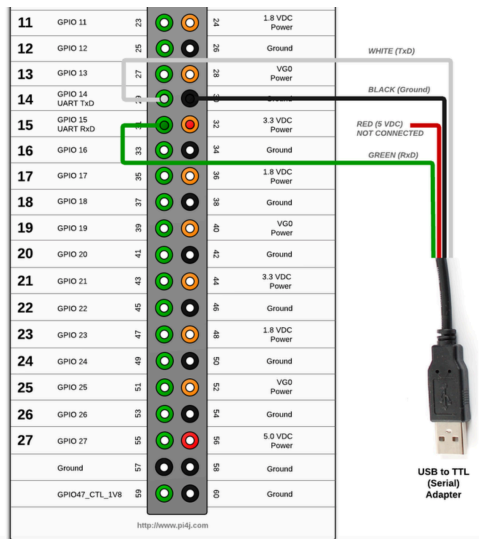 11 GPIO 11 23 24 1.8 VDC
Power
12 GPIO 12 25 26 Ground
WHITE (TxD)
13 GPIO 13 27 28 VG0
Power
14 GPIO 14
UART TxD 29 30 Ground
BLACK (Ground)
15 GPIO 15
UART RxD 31 32 3.3 VDC
Power
RED (5 VDC)
NOT CONNECTED
16 GPIO 16 33 34 Ground
GREEN (RxD)
17 GPIO 17 35 36 1.8 VDC
Power
18 GPIO 18 37 38 Ground
19 GPIO 19 39 40 VG0
Power
20 GPIO 20 41 42 Ground
21 GPIO 21 43 44 3.3 VDC
Power
22 GPIO 22 45 46 Ground
23 GPIO 23 47 48 1.8 VDC
Power
24 GPIO 24 49 50 Ground
25 GPIO 25 51 52 VG0
Power
26 GPIO 26 53 54 Ground
27 GPIO 27 55 56 5.0 VDC
Power
Ground 57 58 Ground
GPIO47_CTL_1V8 59 60 Ground
USB to TTL
(Serial)
Adapter
http://www.pi4j.com